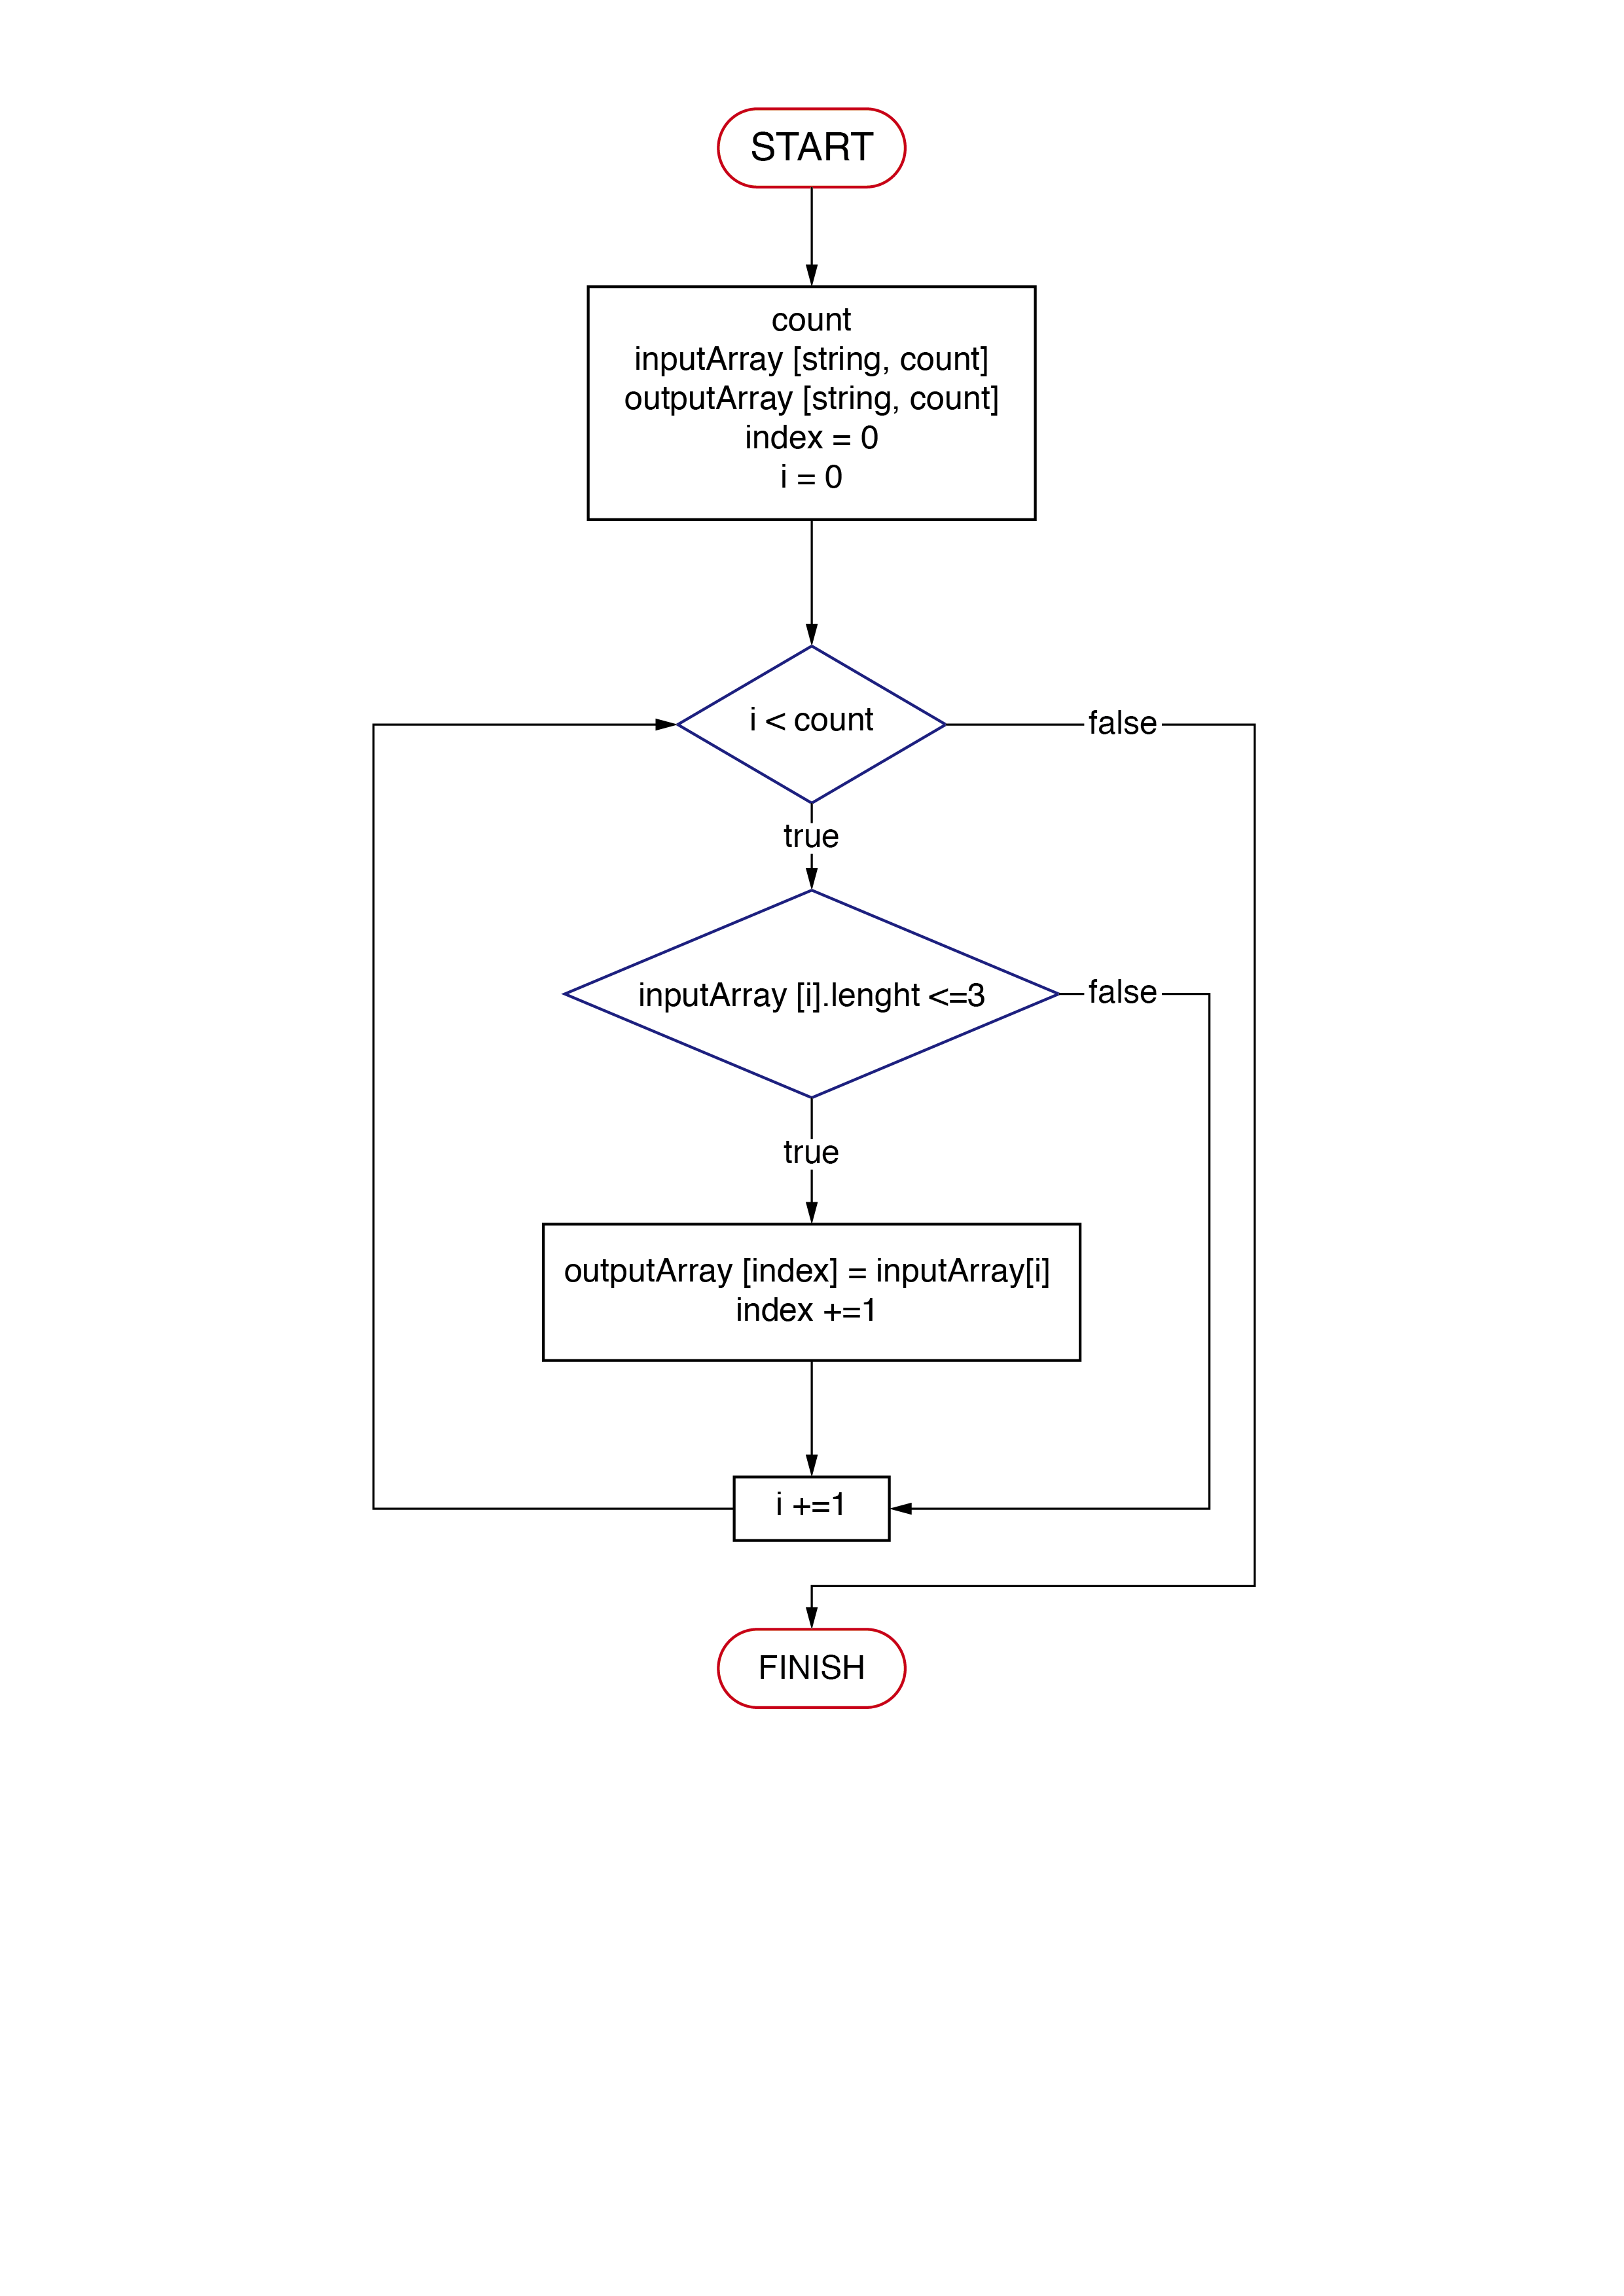 START
count
inputArray [string, count]
outputArray [string, count]
index = 0
i = 0
i < count
false
true
inputArray [i].lenght <=3
false
true
outputArray [index] = inputArray[i]
index +=1
i +=1
FINISH